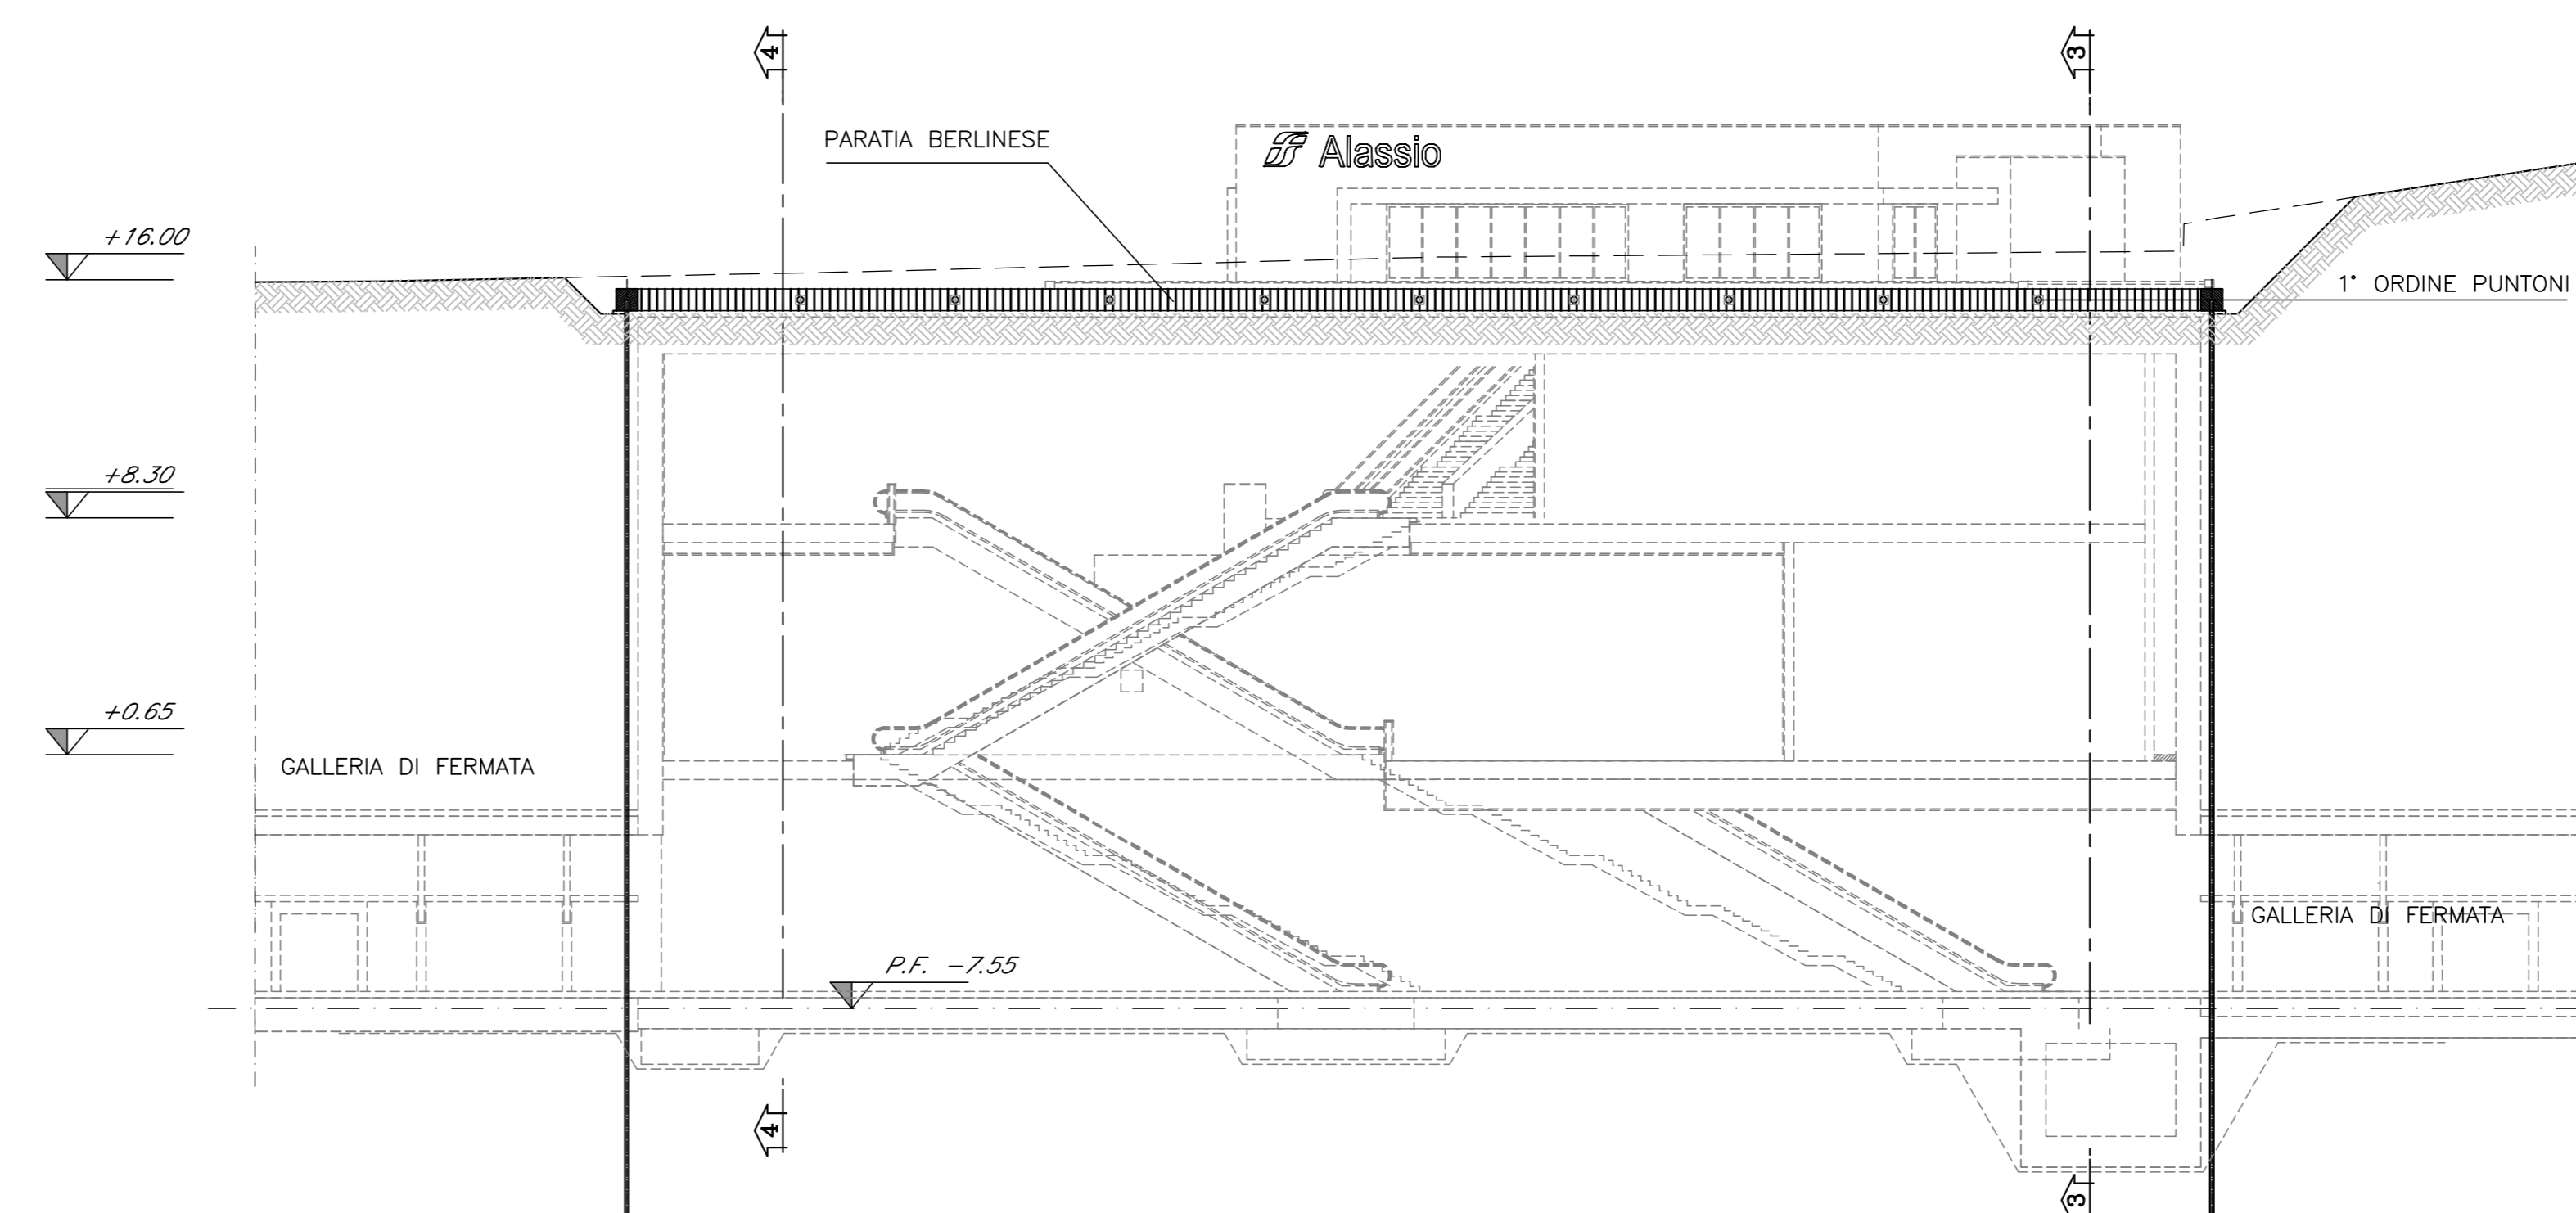 4
3
PARATIA BERLINESE
Alassio
+16.00
1° ORDINE PUNTONI
+8.30
+0.65
GALLERIA DI FERMATA
GALLERIA DI FERMATA
P.F. -7.55
4
3